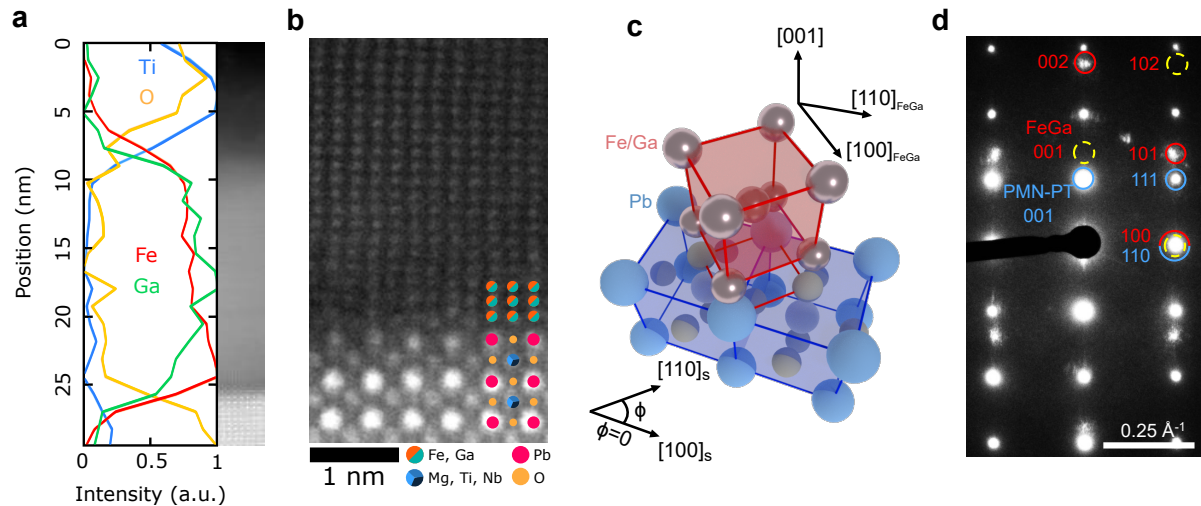 a
0
5
10
15
20
25
Position (nm)
Ti
O
Fe
Ga
0
0.5
1
Intensity (a.u.)
b
1 nm
Fe, Ga
Pb
Mg, Ti, Nb
O
c
[001]
[110]FeGa
[100]FeGa
Fe/Ga
Pb
[110]s
ϕ
ϕ=0
[100]s
d
002
102
FeGa
001
101
PMN-PT
001
111
100
110
0.25 Å-1